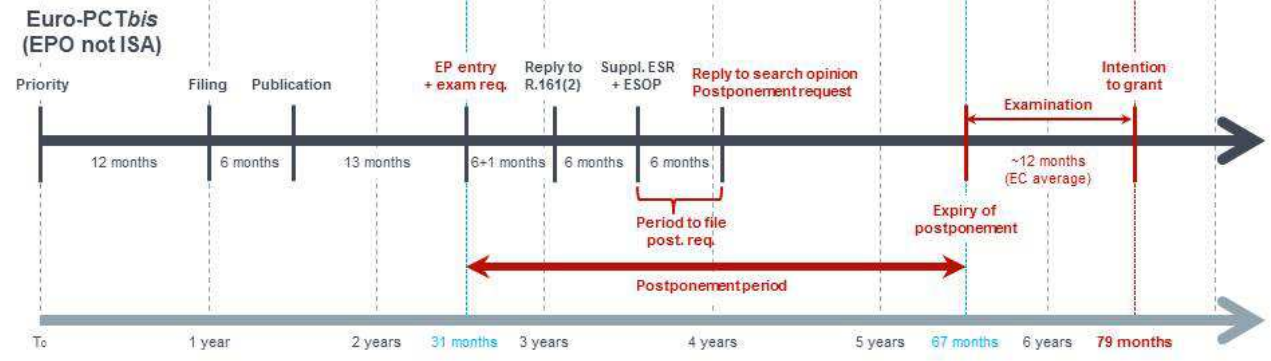 Euro-PCTbis
(EPO not ISA)
Priority
Filing
Publication
EP entry
+ exam req.
Reply to
R.161(2)
Suppl. ESR
+ ESOP
Reply to search opinion
Postponement request
Intention
to grant
Examination
12 months
6 months
13 months
6+1 months
6 months
6 months
~12 months
(EC average)
Period to file
post. req.
Expiry of
postponement
Postponement period
T0
1 year
2 years
31 months
3 years
4 years
5 years
67 months
6 years
79 months